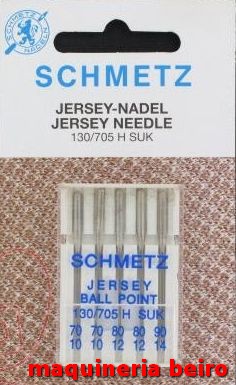 SCHMETZ
JERSEY-NADEL
JERSEY NEEDLE
130/705 H SUK
SCHMETZ
JERSEY
BALL POINT
130/705 H SUK
70 70 80 80 90
10 10 12 12 14
maquineria beiro